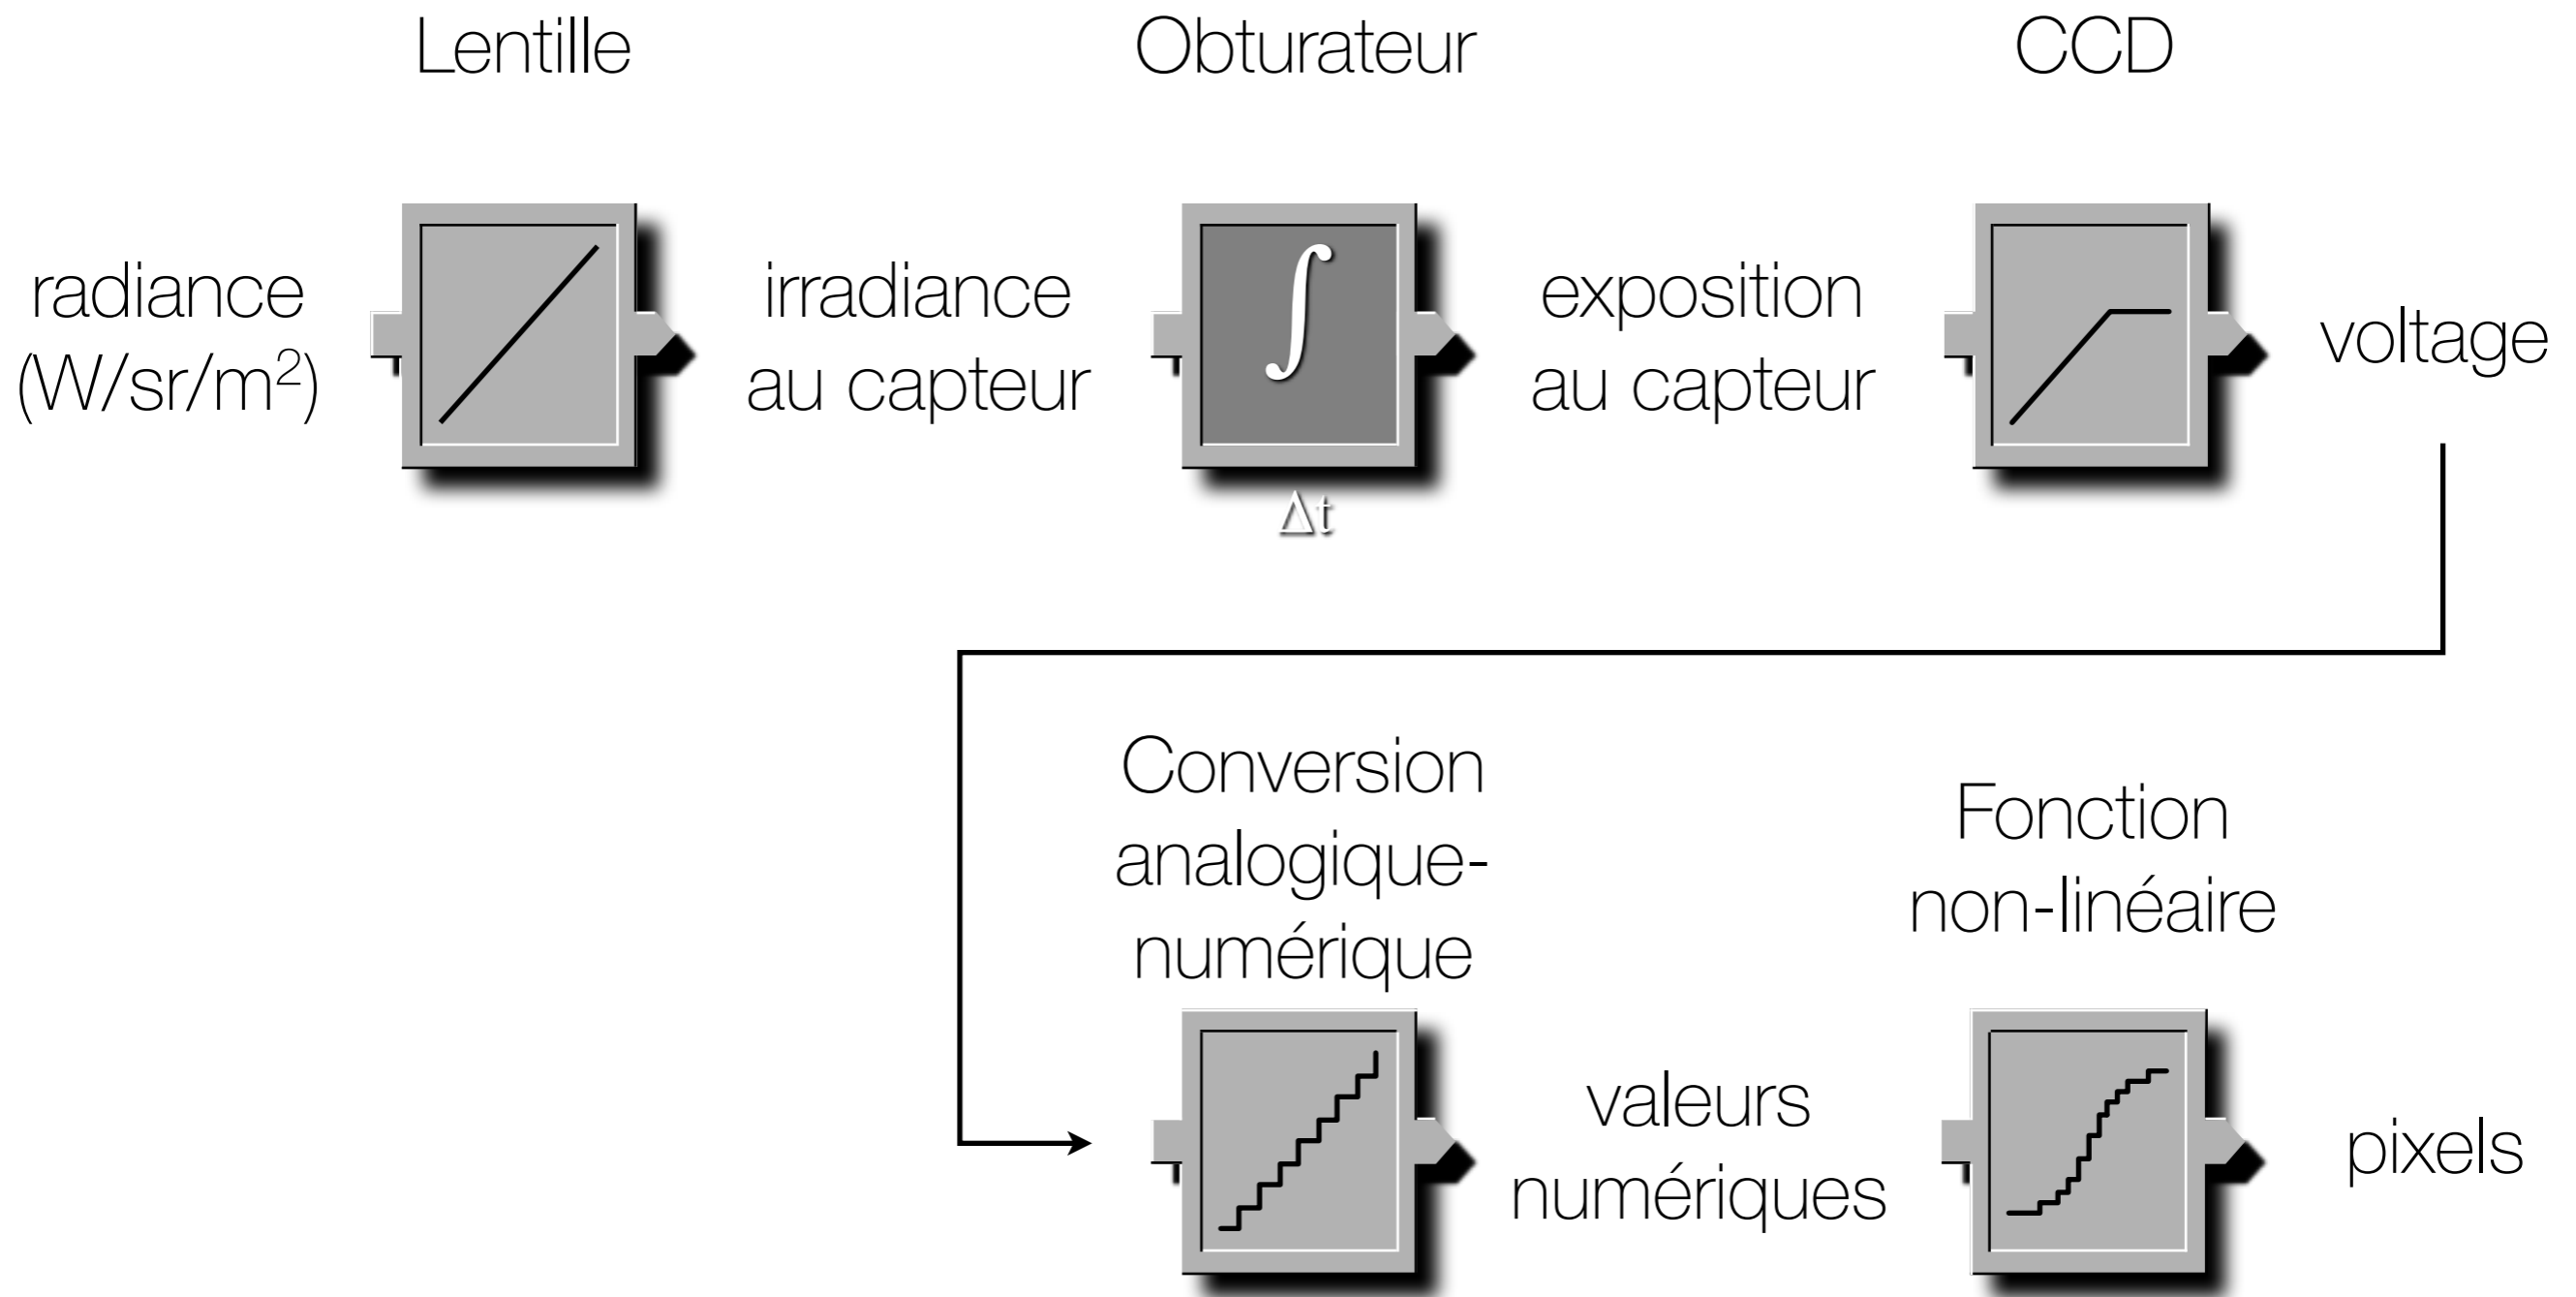 Lentille
Obturateur
CCD
radiance
(W/sr/m²)
irradiance
au capteur
∫
Δt
exposition
au capteur
voltage
Conversion
analogique-
numérique
Fonction
non-linéaire
valeurs
numériques
pixels